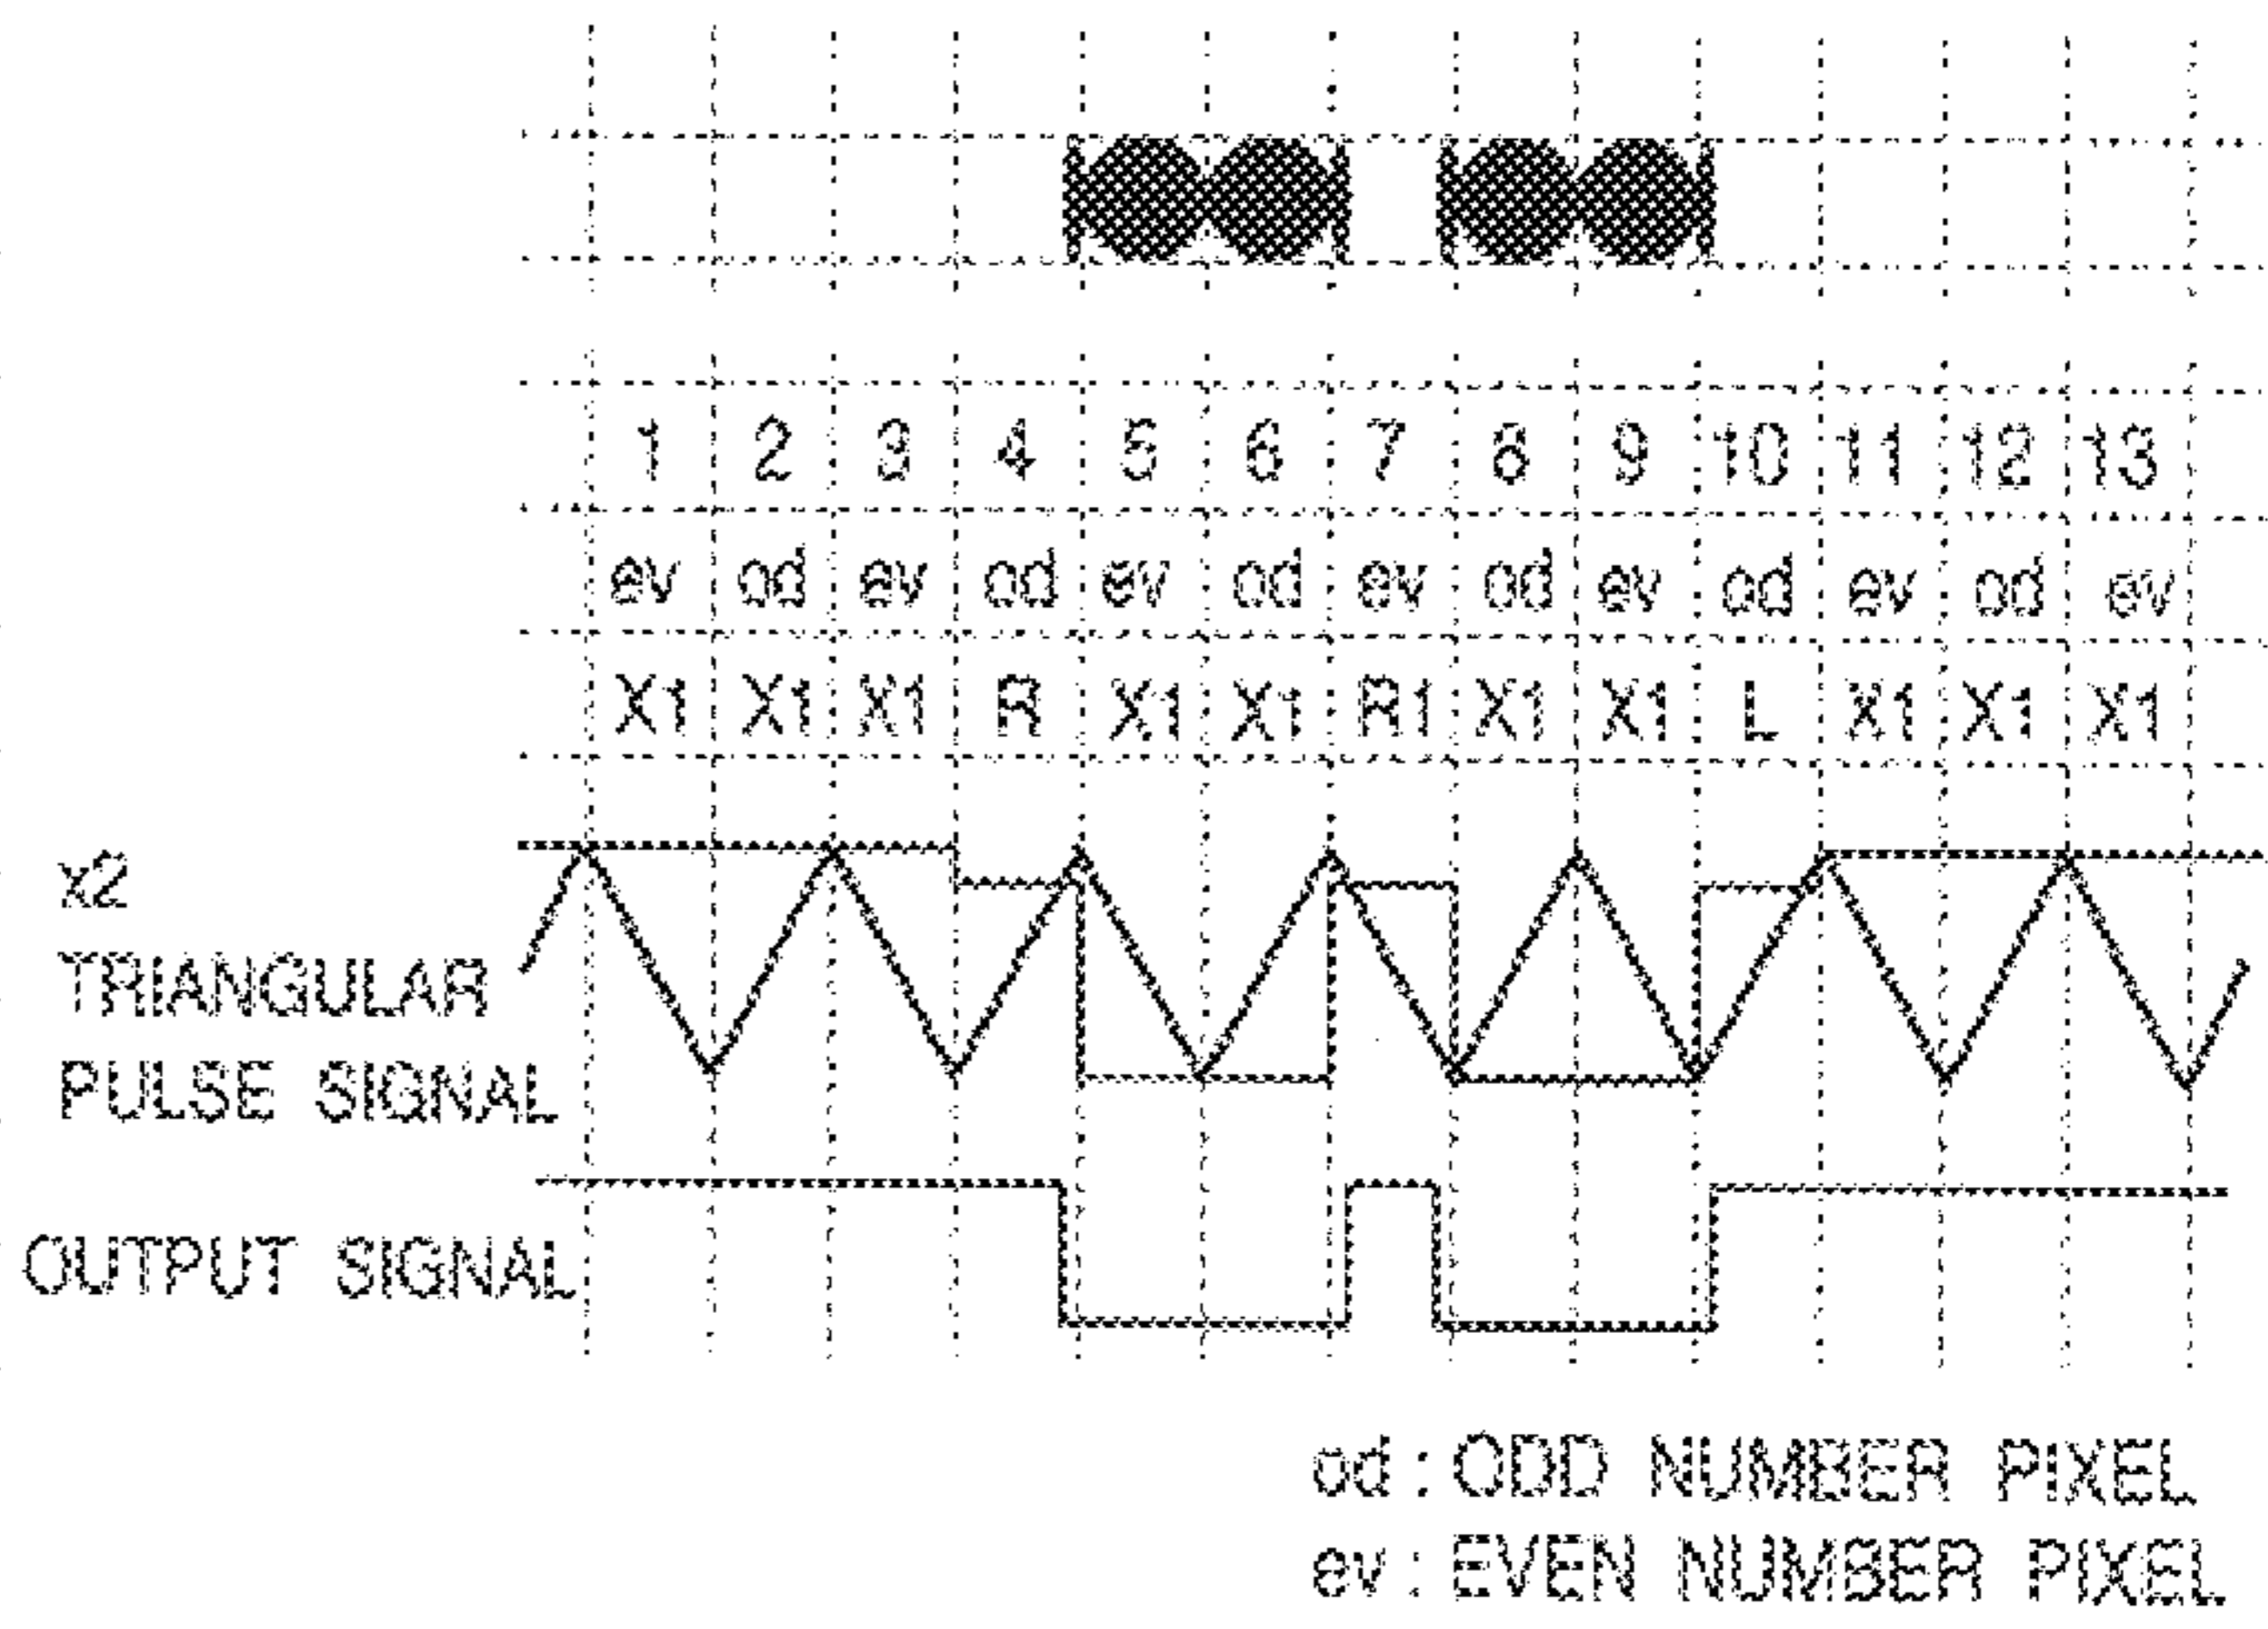 1 2 3 4 5 6 7 8 9 10 11 12 13
ev od ev od ev od ev od ev od ev od ev
X1 X1 X1 R X1 X1 R1 X1 X1 L X1 X1 X1
x2
TRIANGULAR
PULSE SIGNAL
OUTPUT SIGNAL
od : ODD NUMBER PIXEL
ev : EVEN NUMBER PIXEL